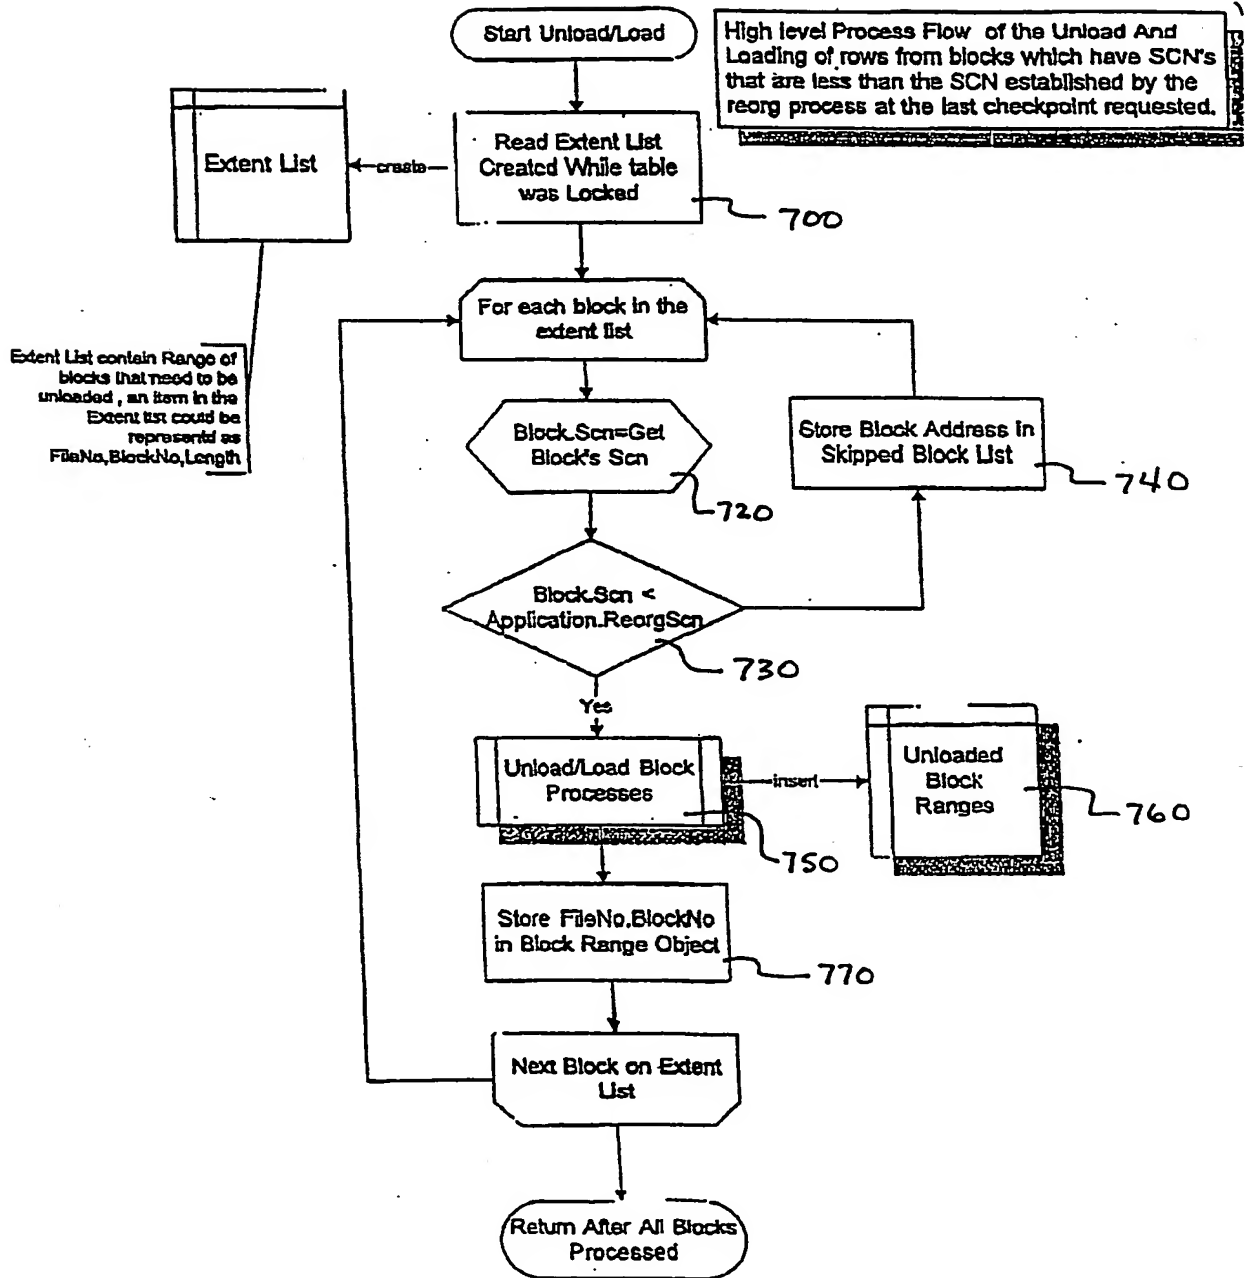 Start Unload/Load
High level Process Flow of the Unload And
Loading of rows from blocks which have SCN's
that are less than the SCN established by the
reorg process at the last checkpoint requested.
Extent List
create
Read Extent List
Created While table
was Locked
700
For each block in the
extent list
Extent List contain Range of
blocks that need to be
unloaded , an item in the
Extent list could be
representd as
FileNo,BlockNo,Length
Block.Scn=Get
Block's Scn
720
Store Block Address in
Skipped Block List
740
Block.Scn <
Application.ReorgScn
730
Yes
Unload/Load Block
Processes
750
insert
Unloaded
Block
Ranges
760
Store FileNo.BlockNo
in Block Range Object
770
Next Block on Extent
List
Return After All Blocks
Processed